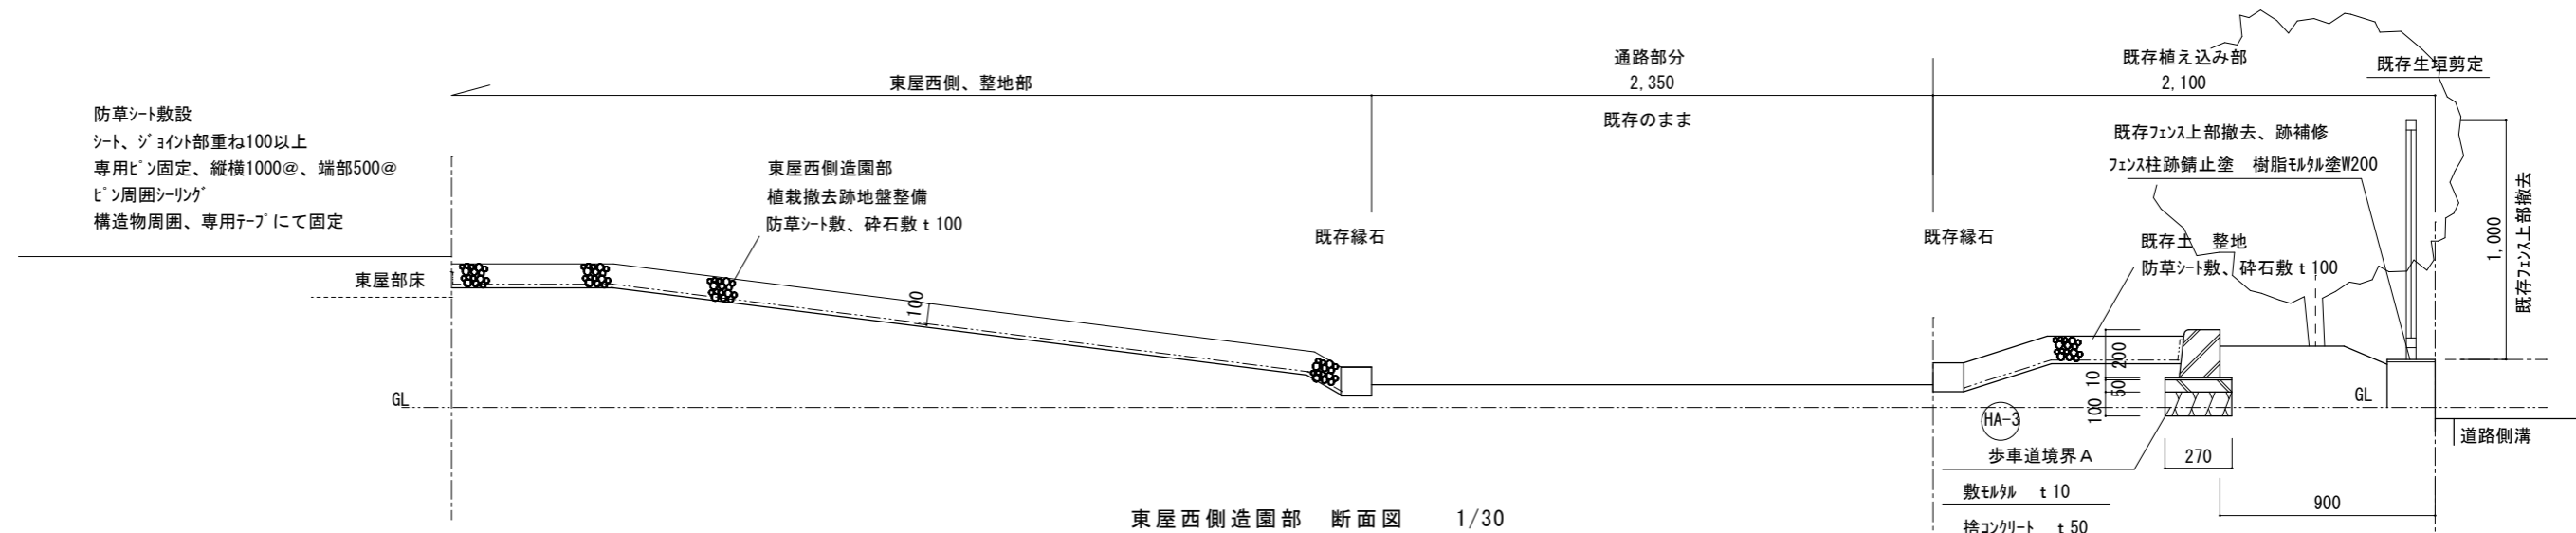 防草シート敷設
シート、ジョイント部重ね100以上
専用ピン固定、縦横1000@、端部500@
ピン周囲シーリング
構造物周囲、専用テープにて固定
東屋西側、整地部
通路部分
2,350
既存のまま
既存植え込み部
2,100
既存生垣剪定
東屋西側造園部
植栽撤去跡地盤整備
防草シート敷、砕石敷ｔ100
既存縁石
既存縁石
既存フェンス上部撤去、跡補修
フェンス柱跡錆止塗　樹脂モルタル塗W200
既存土　整地
防草シート敷、砕石敷ｔ100
1,000
既存フェンス上部撤去
東屋部床
100
GL
200
10
50
100
GL
HA-3
歩車道境界Ａ
270
敷モルタル　ｔ10
捨コンクリート　ｔ50
900
道路側溝
東屋西側造園部　断面図　1/30